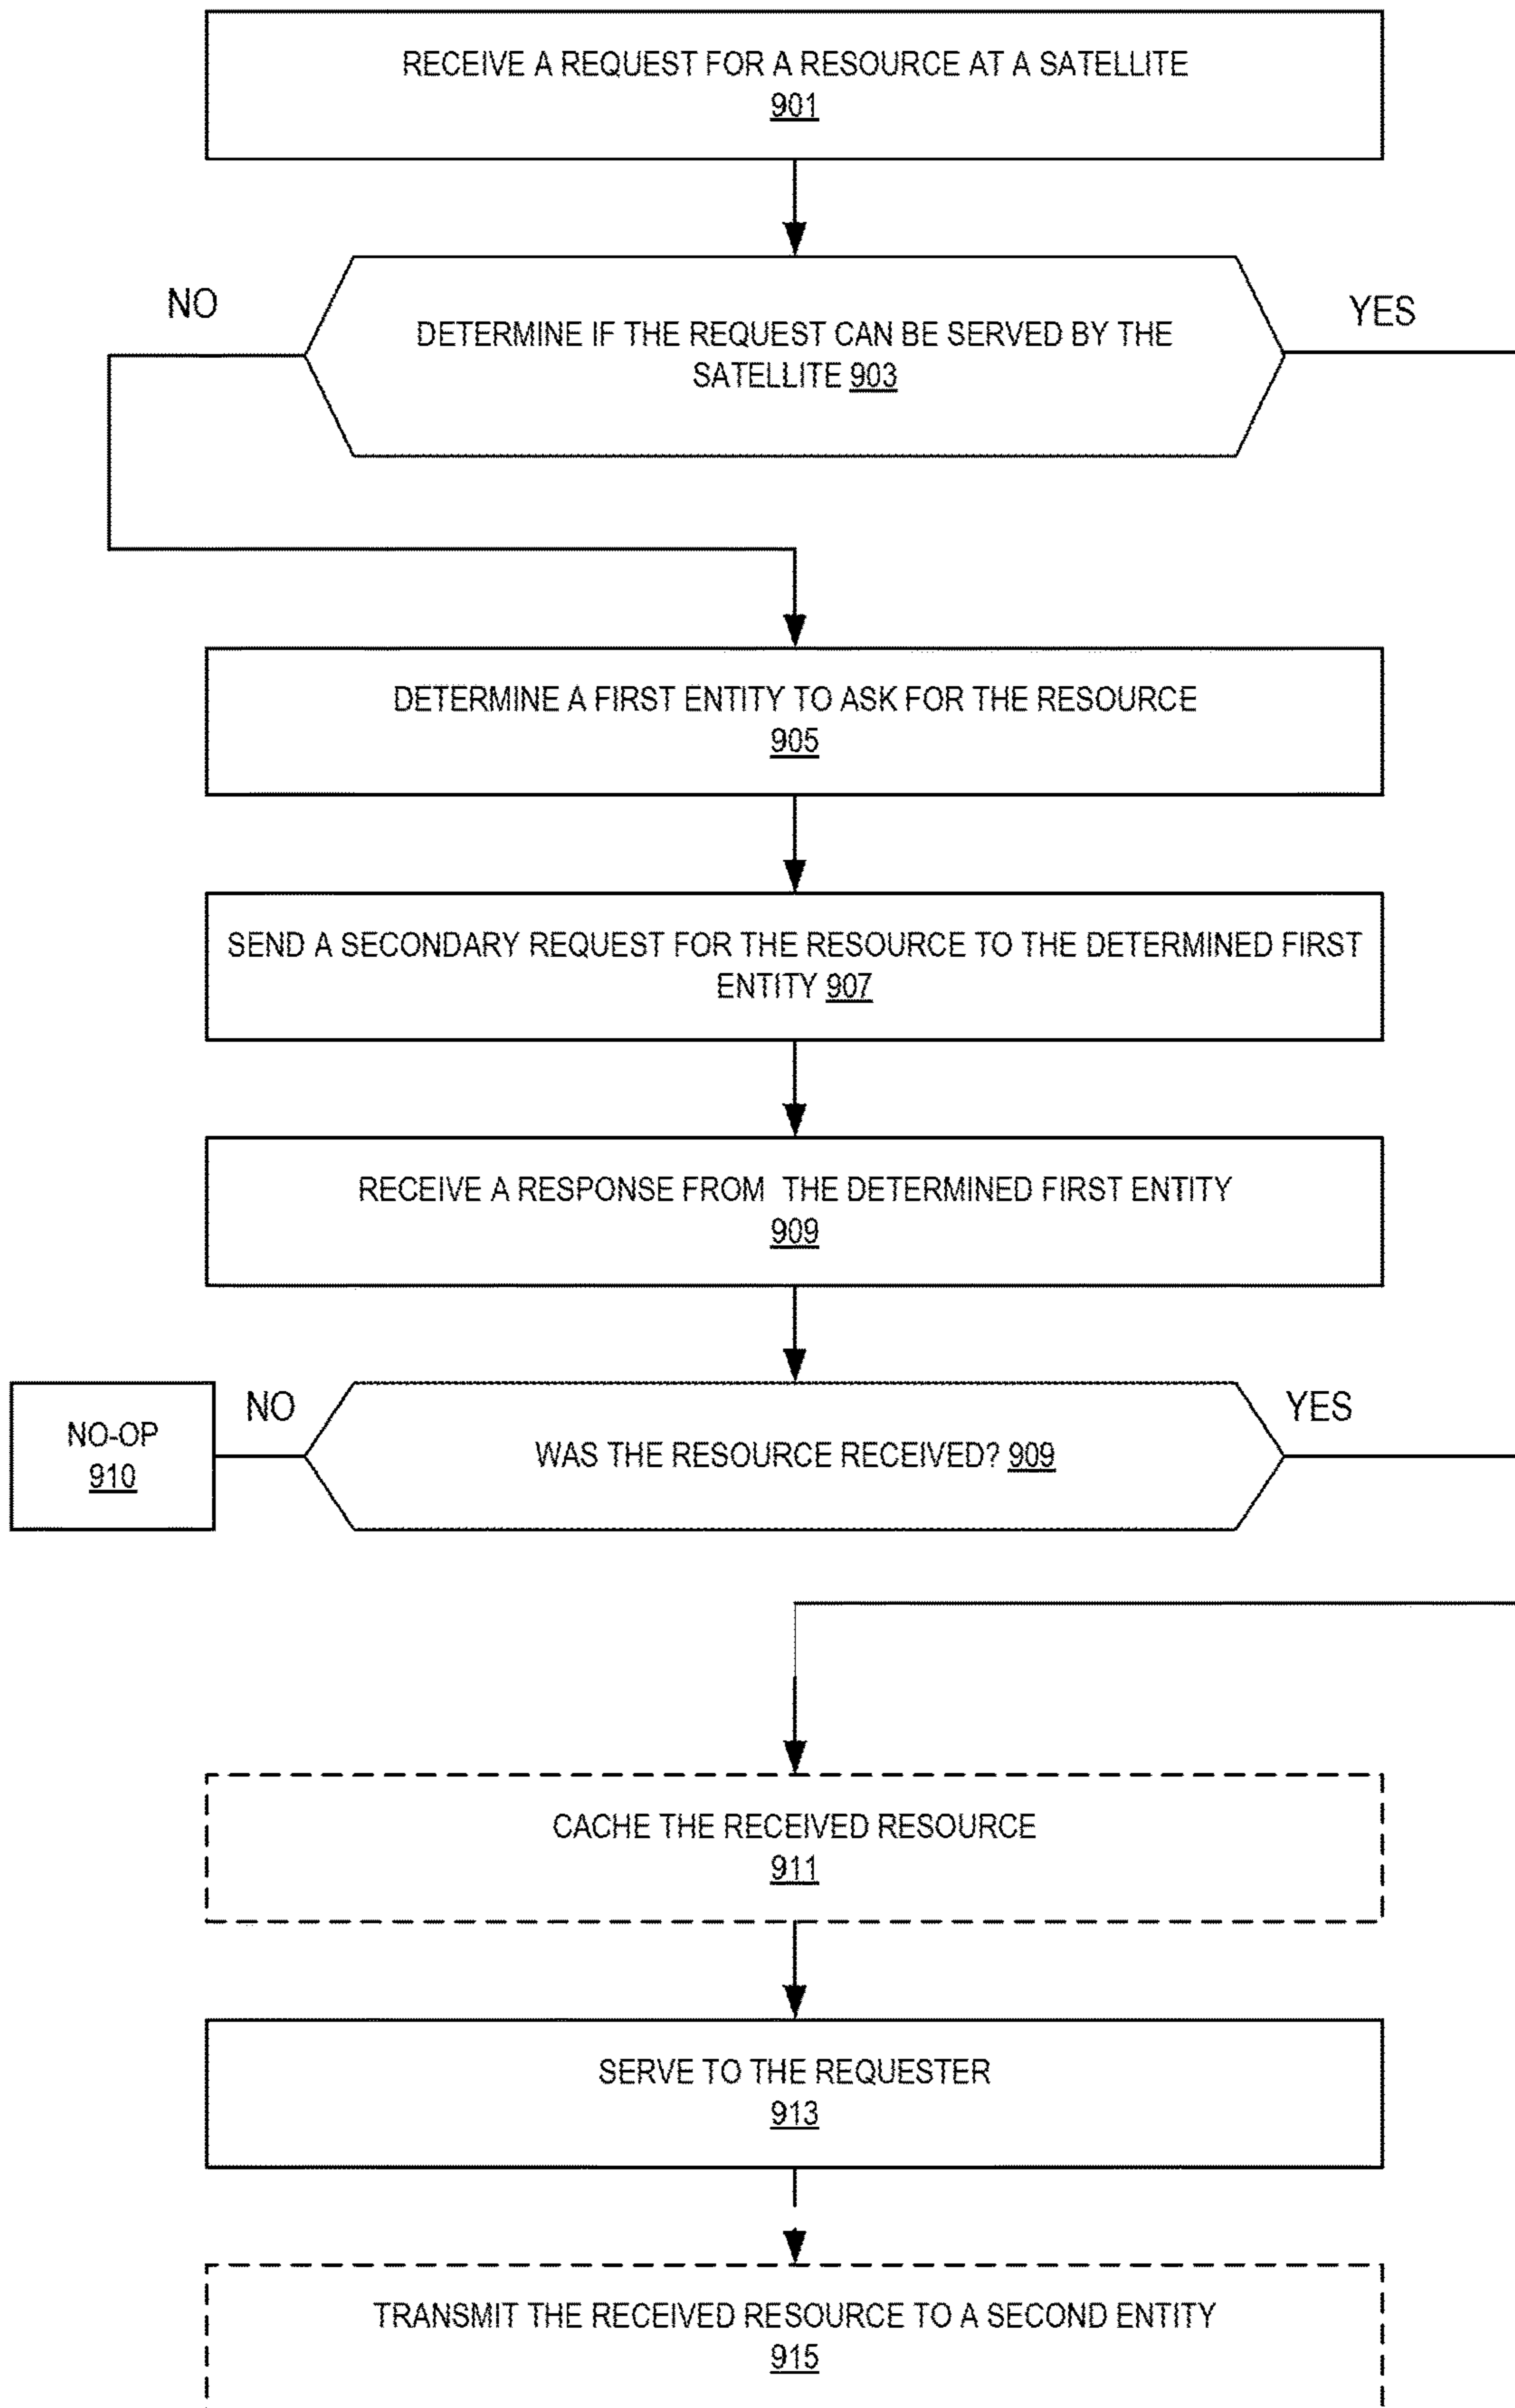 RECEIVE A REQUEST FOR A RESOURCE AT A SATELLITE
901
NO
YES
DETERMINE IF THE REQUEST CAN BE SERVED BY THE
SATELLITE 903
DETERMINE A FIRST ENTITY TO ASK FOR THE RESOURCE
905
SEND A SECONDARY REQUEST FOR THE RESOURCE TO THE DETERMINED FIRST
ENTITY 907
RECEIVE A RESPONSE FROM THE DETERMINED FIRST ENTITY
909
NO-OP
910
NO
YES
WAS THE RESOURCE RECEIVED? 909
CACHE THE RECEIVED RESOURCE
911
SERVE TO THE REQUESTER
913
TRANSMIT THE RECEIVED RESOURCE TO A SECOND ENTITY
915